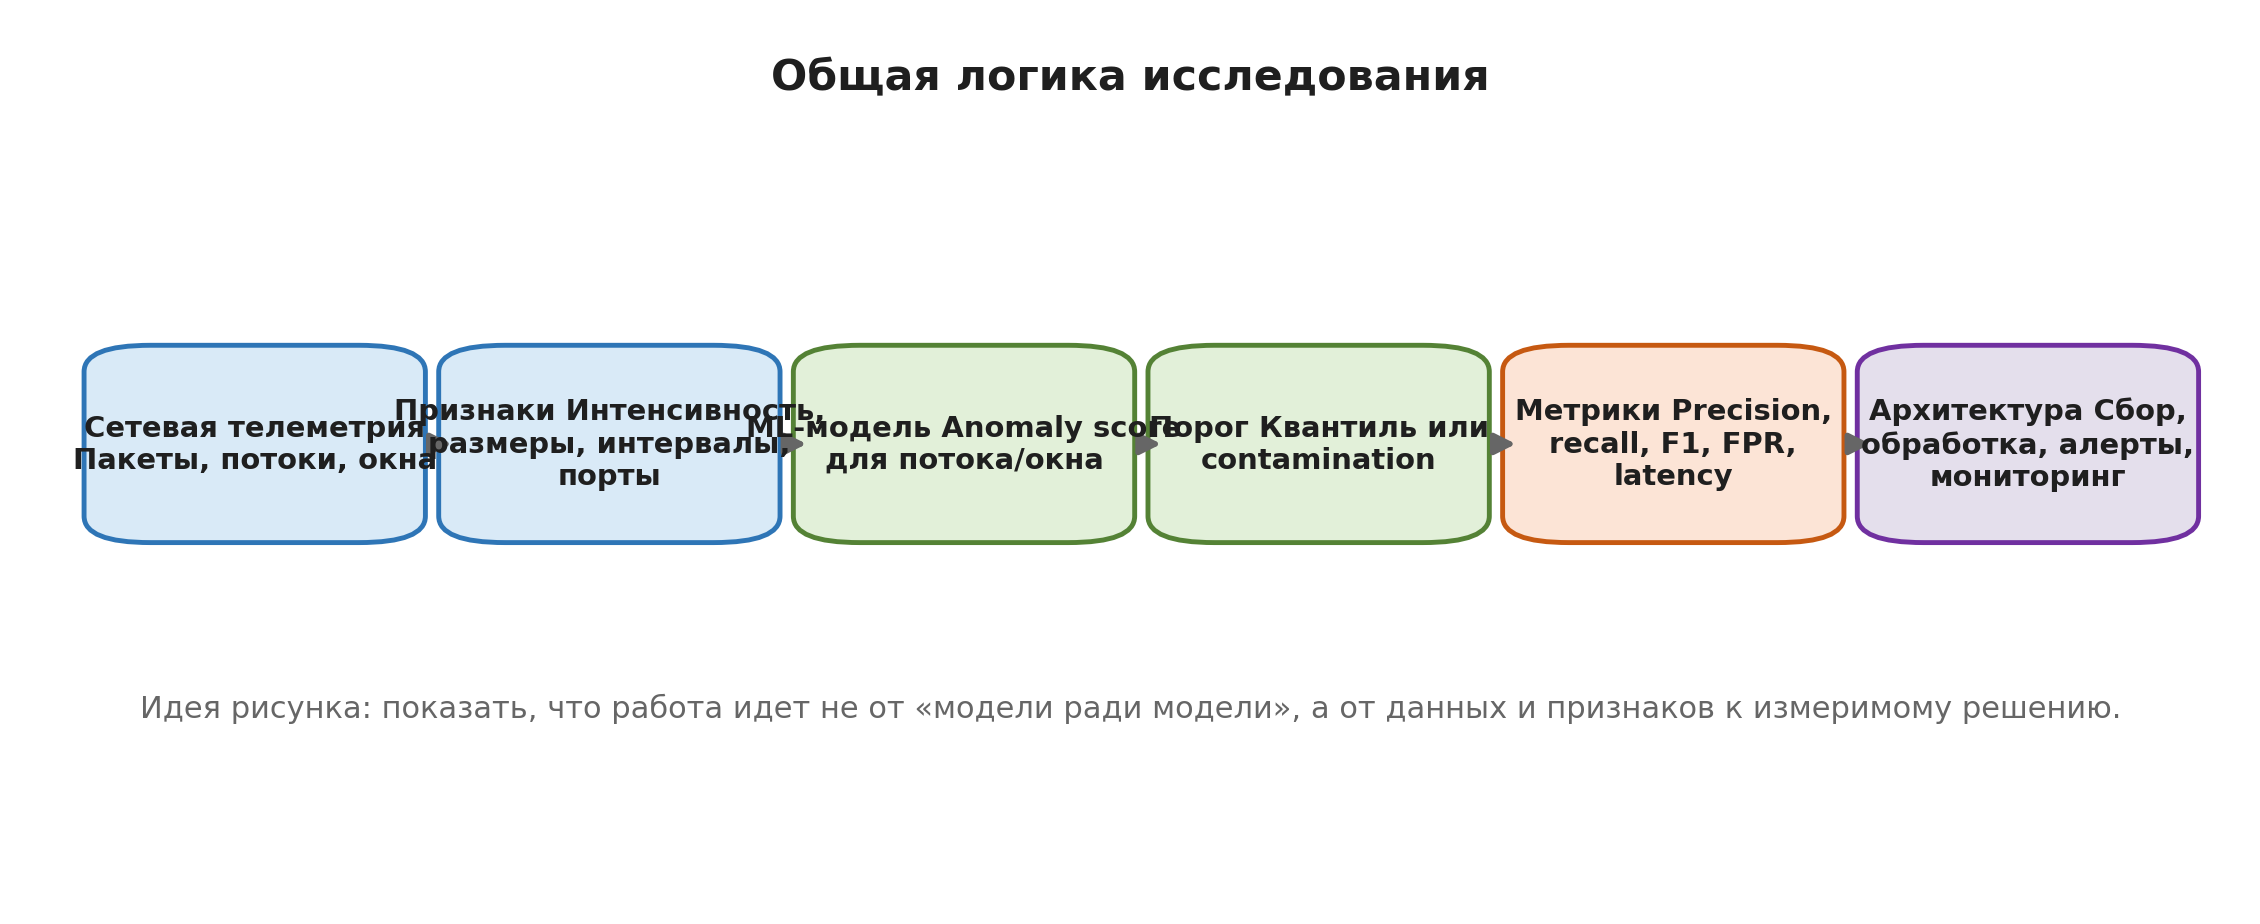 Общая логика исследования
Сетевая телеметрия
Пакеты, потоки, окна
Признаки Интенсивность,
размеры, интервалы,
порты
ML-модель Anomaly score
для потока/окна
Порог Квантиль или
contamination
Метрики Precision,
recall, F1, FPR,
latency
Архитектура Сбор,
обработка, алерты,
мониторинг
Идея рисунка: показать, что работа идет не от «модели ради модели», а от данных и признаков к измеримому решению.